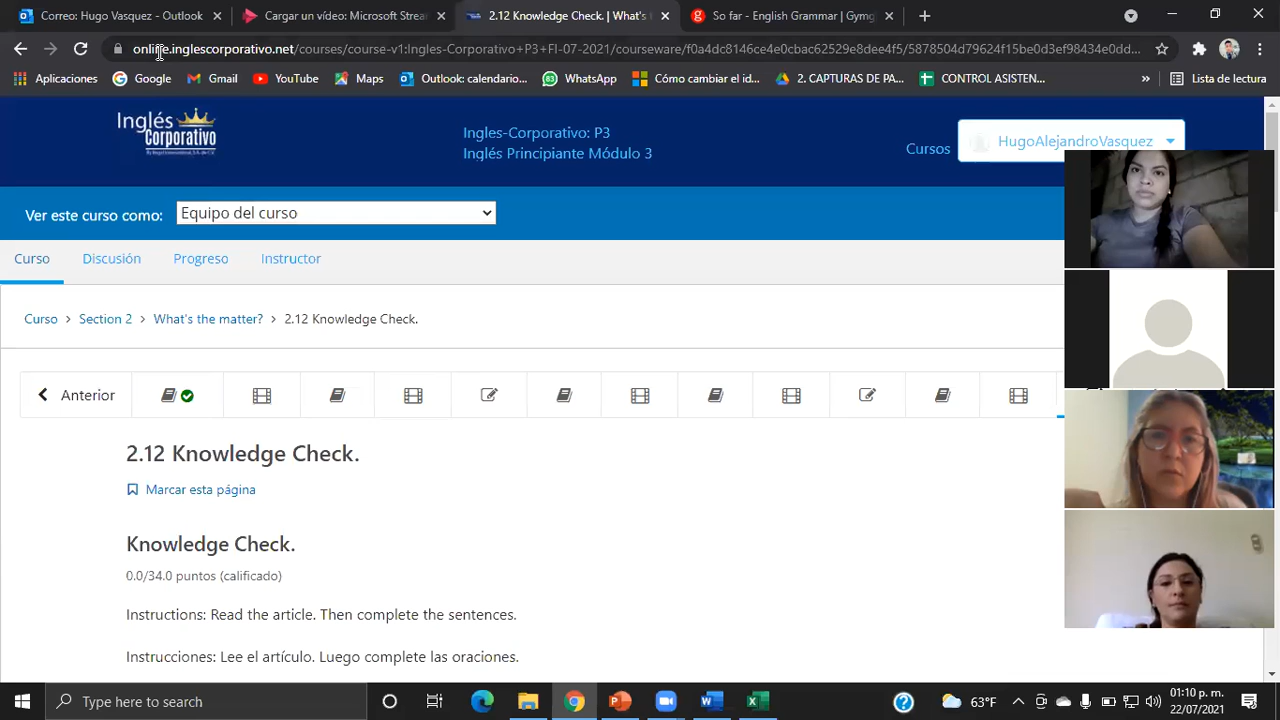 Correo: Hugo Vasquez - Outlook
Cargar un vídeo: Microsoft Strear
2.12 Knowledge Check. | What's
So far - English Grammar | Gymg
online.inglescorporativo.net/courses/course-v1:Ingles-Corporativo+P3+FI-07-2021/courseware/f0a4dc8146ce4e0cbac62529e8dee4f5/5878504d79624f15be0d3ef98434e0dd...
Aplicaciones
Google
Gmail
YouTube
Maps
Outlook: calendario...
83
WhatsApp
Cómo cambiar el id...
2. CAPTURAS DE PA...
CONTROL ASISTEN...
»
Lista de lectura
Inglés
Corporativo
Ingles-Corporativo: P3
Inglés Principiante Módulo 3
Cursos
HugoAlejandroVasquez
Ver este curso como:
Equipo del curso
Curso
Discusión
Progreso
Instructor
Curso > Section 2 > What's the matter? > 2.12 Knowledge Check.
Anterior
2.12 Knowledge Check.
Marcar esta página
Knowledge Check.
0.0/34.0 puntos (calificado)
Instructions: Read the article. Then complete the sentences.
Instrucciones: Lee el artículo. Luego complete las oraciones.
Type here to search
63°F
01:10 p. m.
22/07/2021